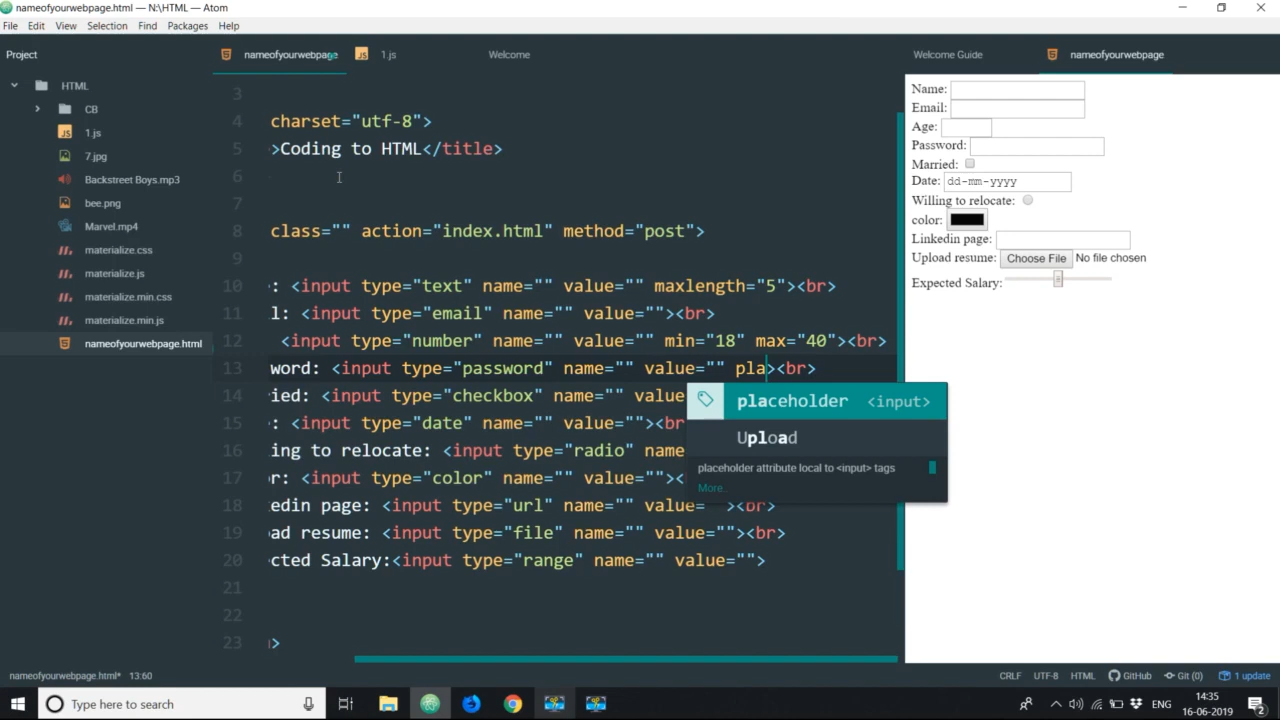 nameofyourwebpage.html — N:\HTML — Atom
File Edit View Selection Find Packages Help
Project
nameofyourwebpage 1.js Welcome
Welcome Guide nameofyourwebpage
HTML
CB
1.js
7.jpg
Backstreet Boys.mp3
bee.png
Marvel.mp4
materialize.css
materialize.js
materialize.min.css
materialize.min.js
nameofyourwebpage.html
3
4 charset="utf-8">
5 >Coding to HTML</title>
6
7
8 class="" action="index.html" method="post">
9
10 : <input type="text" name="" value="" maxlength="5"><br>
11 l: <input type="email" name="" value=""><br>
12 <input type="number" name="" value="" min="18" max="40"><br>
13 word: <input type="password" name="" value="" pla><br>
14 ied: <input type="checkbox" name="" value
15 : <input type="date" name="" value=""><br
16 ing to relocate: <input type="radio" name
17 r: <input type="color" name="" value=""><
18 edin page: <input type="url" name="" value=" "><br>
19 ad resume: <input type="file" name="" value=""><br>
20 cted Salary:<input type="range" name="" value="">
21
22
23 >
placeholder <input>
Upload
placeholder attribute local to <input> tags
More..
Name:
Email:
Age:
Password:
Married:
Date: dd-mm-yyyy
Willing to relocate:
color:
Linkedin page:
Upload resume: Choose File No file chosen
Expected Salary:
nameofyourwebpage.html* 13:60
CRLF UTF-8 HTML GitHub Git (0) 1 update
Type here to search
ENG
14:35
16-06-2019
2